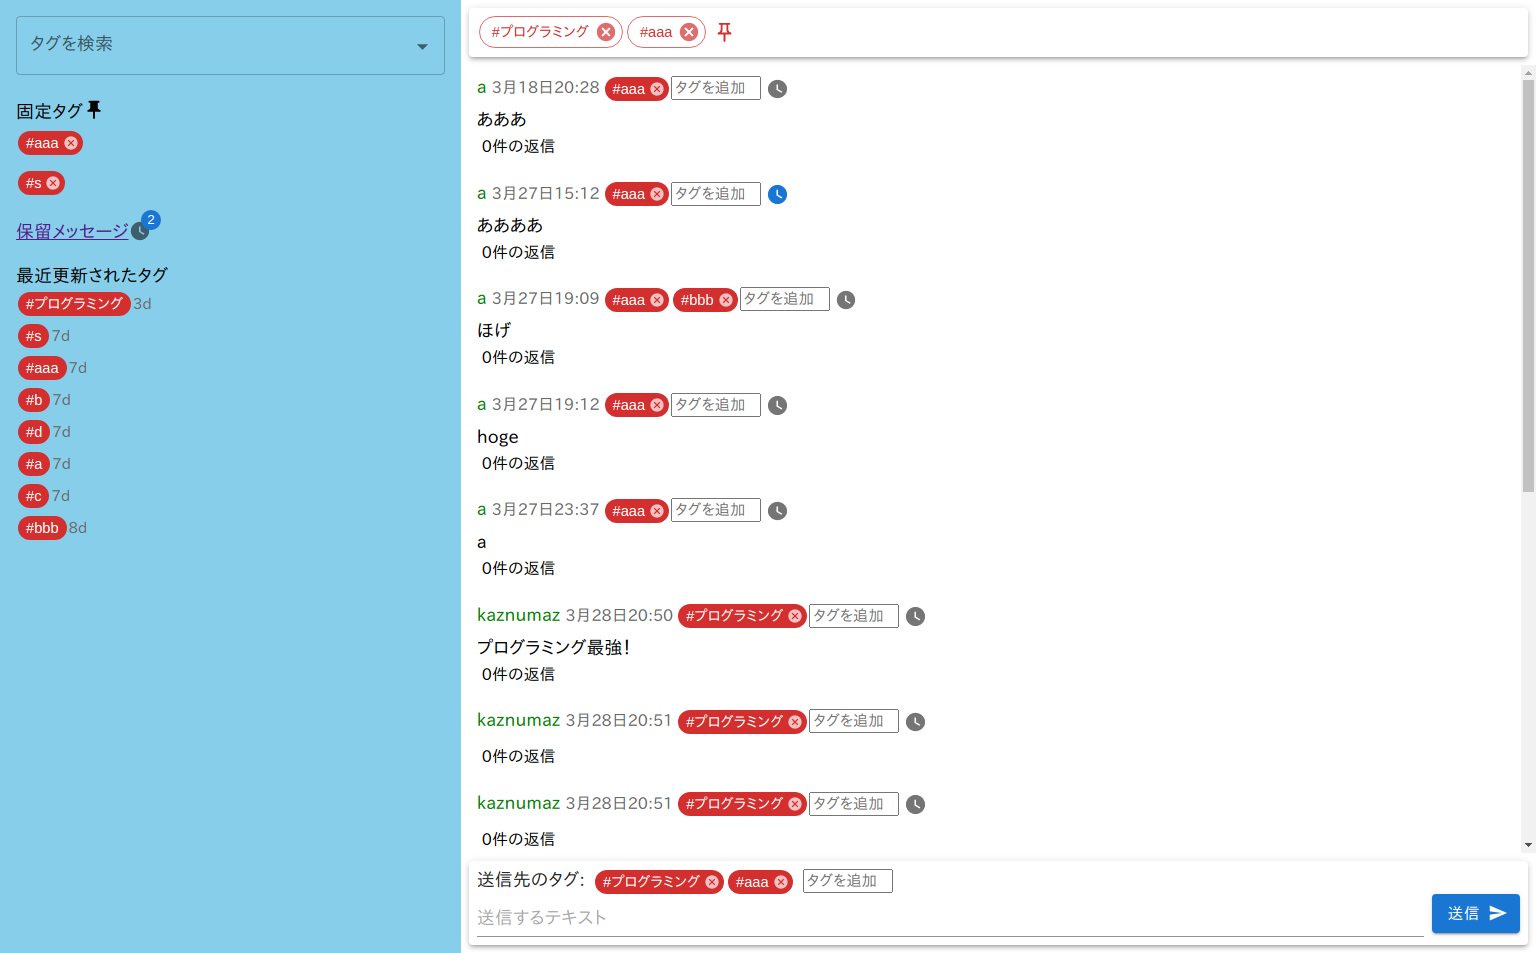 タグを検索
固定タグ
#aaa
#s
保留メッセージ 2
最近更新されたタグ
#プログラミング 3d
#s 7d
#aaa 7d
#b 7d
#d 7d
#a 7d
#c 7d
#bbb 8d
#プログラミング #aaa
a 3月18日20:28 #aaa タグを追加
あああ
0件の返信
a 3月27日15:12 #aaa タグを追加
ああああ
0件の返信
a 3月27日19:09 #aaa #bbb タグを追加
ほげ
0件の返信
a 3月27日19:12 #aaa タグを追加
hoge
0件の返信
a 3月27日23:37 #aaa タグを追加
a
0件の返信
kaznumaz 3月28日20:50 #プログラミング タグを追加
プログラミング最強！
0件の返信
kaznumaz 3月28日20:51 #プログラミング タグを追加
0件の返信
kaznumaz 3月28日20:51 #プログラミング タグを追加
0件の返信
送信先のタグ: #プログラミング #aaa タグを追加
送信するテキスト
送信